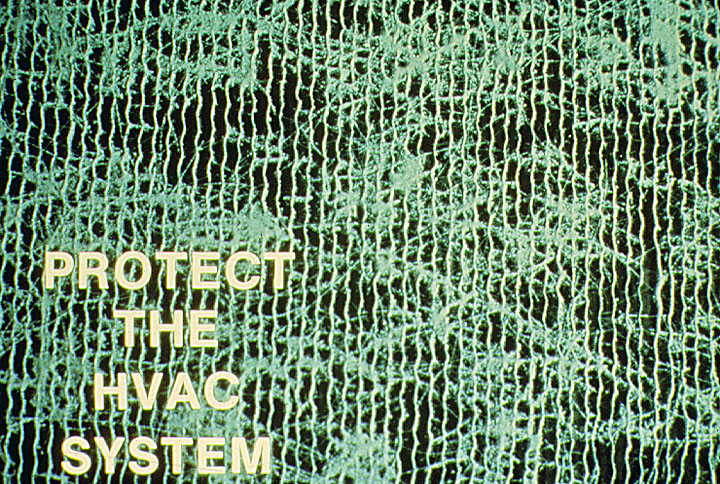 PROTECT
THE
HVAC
SYSTEM